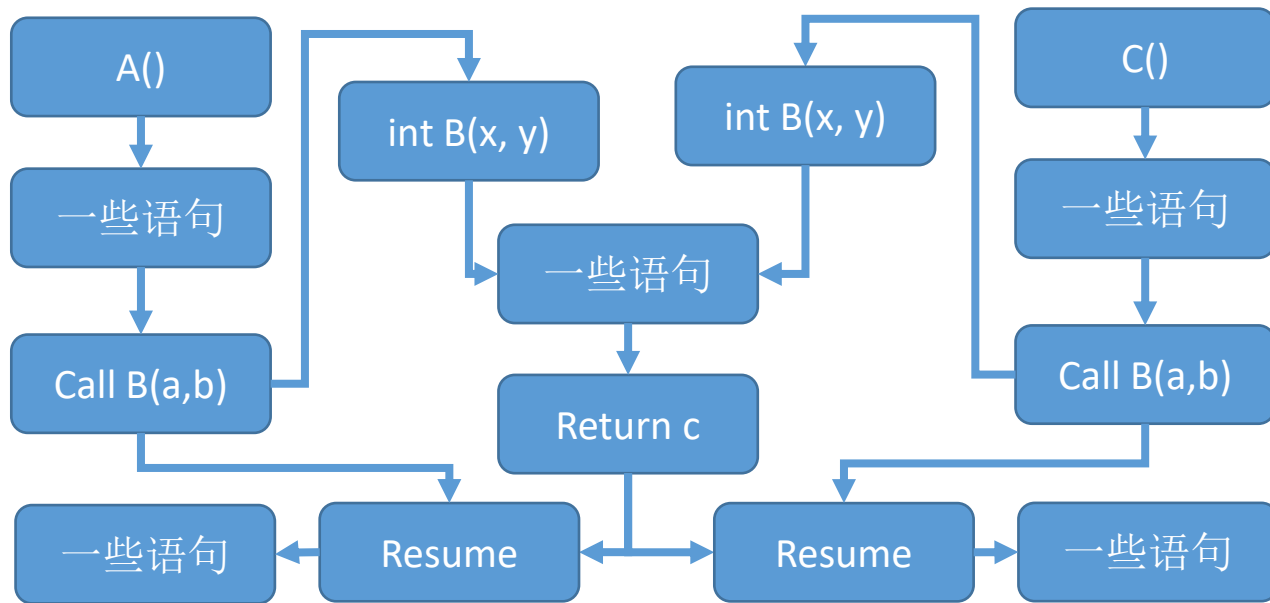 A()
C()
int B(x, y)
int B(x, y)
一些语句
一些语句
一些语句
Call B(a,b)
Call B(a,b)
Return c
一些语句
Resume
Resume
一些语句